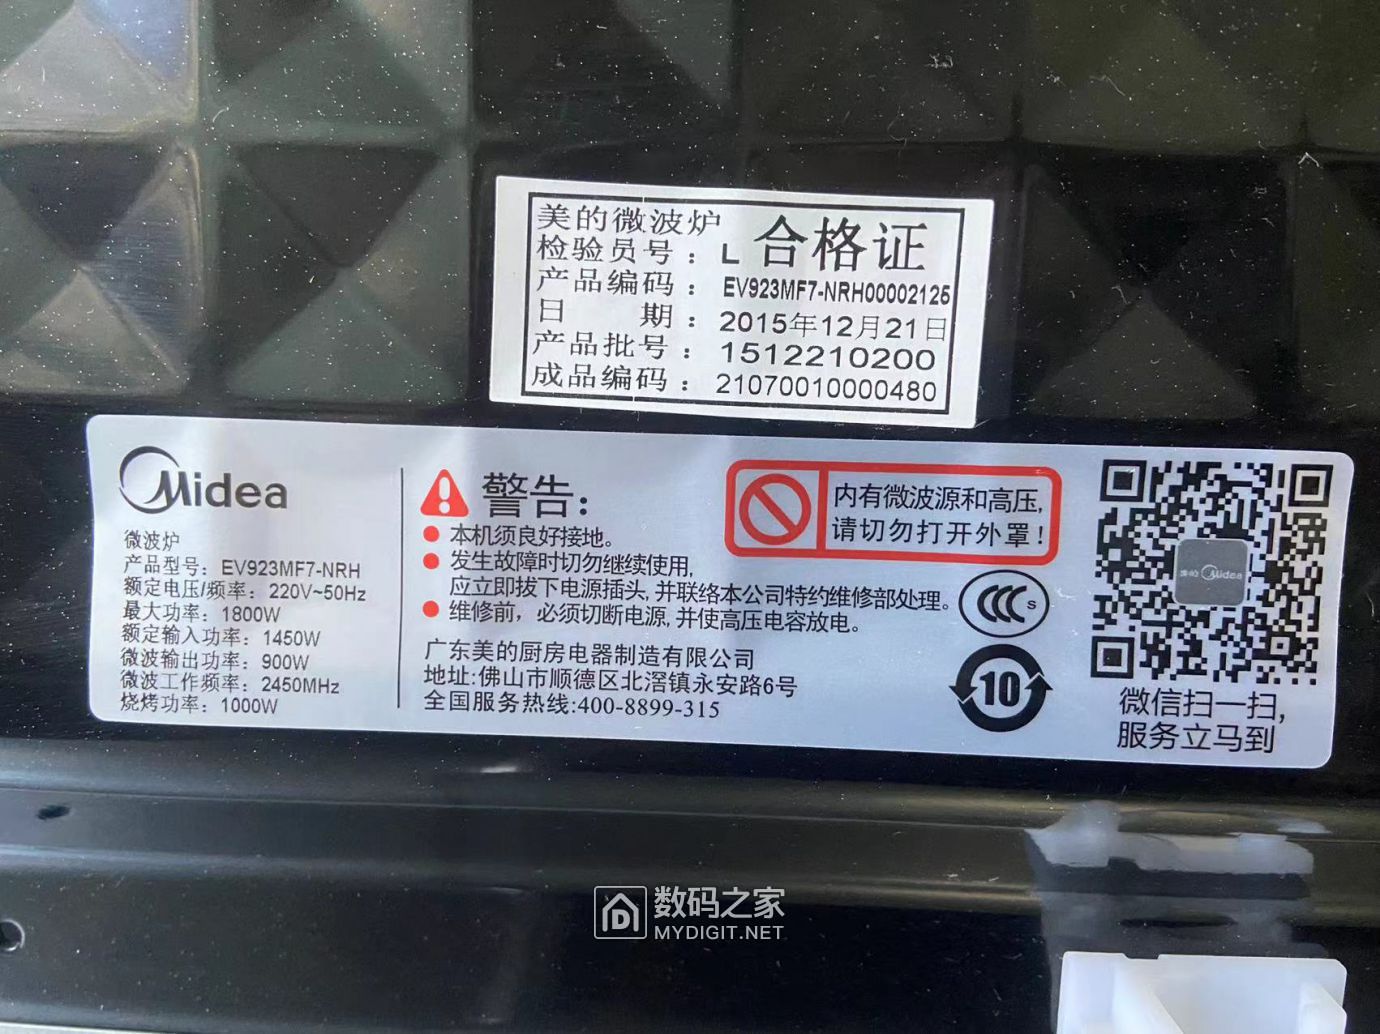 美的微波炉
合格证
检验员号：L
产品编码：EV923MF7-NRH00002125
日 期：2015年12月21日
产品批号：1512210200
成品编码：21070010000480
Midea
微波炉
产品型号：EV923MF7-NRH
额定电压/频率：220V~50Hz
最大功率：1800W
额定输入功率：1450W
微波输出功率：900W
微波工作频率：2450MHz
烧烤功率：1000W
警告：
本机须良好接地。
发生故障时切勿继续使用,
应立即拔下电源插头,并联络本公司特约维修部处理。
维修前，必须切断电源,并使高压电容放电。
广东美的厨房电器制造有限公司
地址:佛山市顺德区北滘镇永安路6号
全国服务热线:400-8899-315
内有微波源和高压,
请切勿打开外罩!
CCC S
10
美的 Midea
微信扫一扫,
服务立马到
数码之家
MYDIGIT.NET